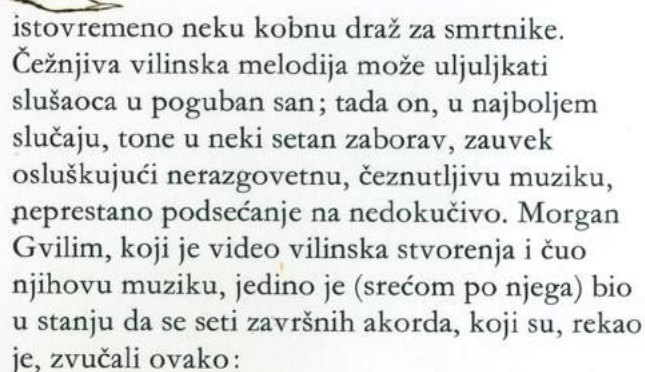 istovremeno neku kobnu draž za smrtnike.
Čežnjiva vilinska melodija može uljuljkati
slušaoca u poguban san; tada on, u najboljem
slučaju, tone u neki setan zaborav, zauvek
osluškujući nerazgovetnu, čeznutljivu muziku,
neprestano podsećanje na nedokučivo. Morgan
Gvilim, koji je video vilinska stvorenja i čuo
njihovu muziku, jedino je (srećom po njega) bio
u stanju da se seti završnih akorda, koji su, rekao
je, zvučali ovako: